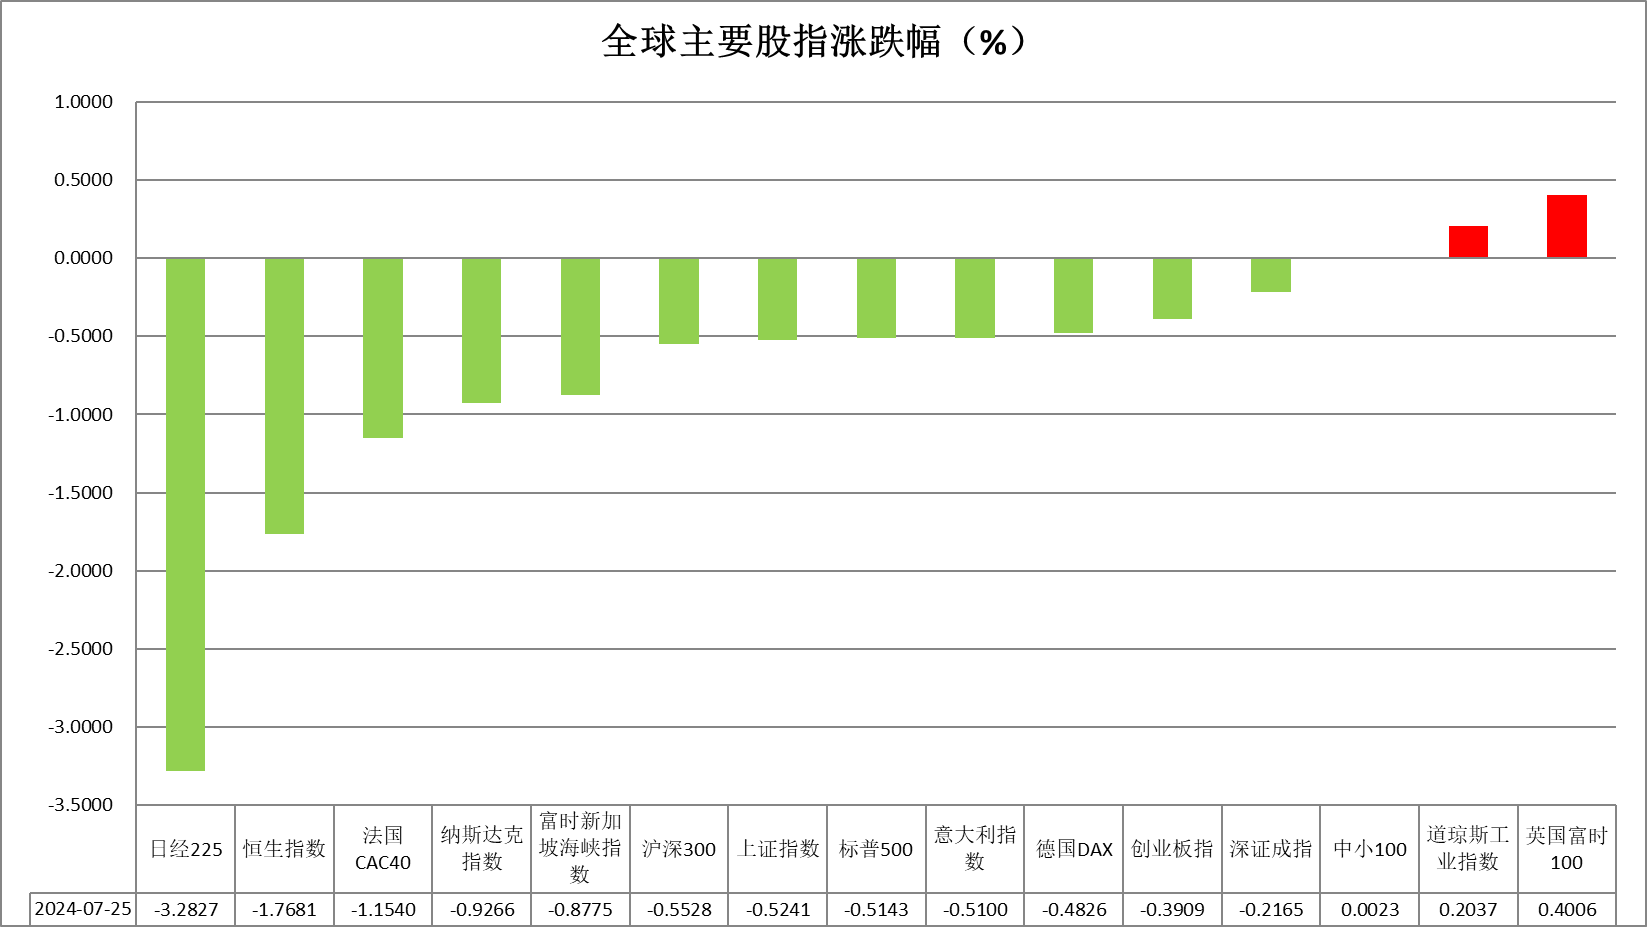 全球主要股指涨跌幅（%）
1.0000
0.5000
0.0000
-0.5000
-1.0000
-1.5000
-2.0000
-2.5000
-3.0000
-3.5000
日经225
恒生指数
法国
CAC40
纳斯达克
指数
富时新加
坡海峡指
数
沪深300
上证指数
标普500
意大利指
数
德国DAX
创业板指
深证成指
中小100
道琼斯工
业指数
英国富时
100
2024-07-25 -3.2827 -1.7681 -1.1540 -0.9266 -0.8775 -0.5528 -0.5241 -0.5143 -0.5100 -0.4826 -0.3909 -0.2165 0.0023 0.2037 0.4006